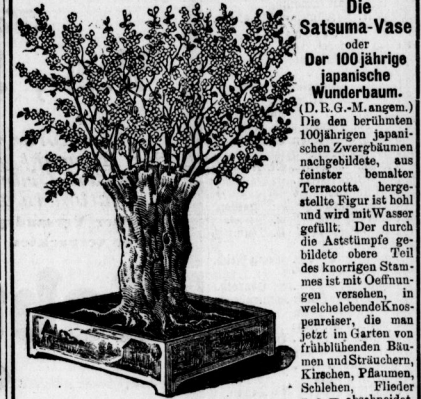 Die
Satsuma-Vase
oder
Der 100jährige
japanische
Wunderbaum.
(D. R. G.-M. angem.)
Die den berühmten
100jährigen japani-
schen Zwergbäumen
nachgebildete, aus
feinster bemalter
Terracotta herge-
stellte Figur ist hohl
und wird mit Wasser
gefüllt. Der durch
die Aststümpfe ge-
bildete obere Teil
des knorrigen Stam-
mes ist mit Oeffnun-
gen versehen, in
welche lebende Knos-
penreiser, die man
jetzt im Garten von
frühblühenden Bäu-
men und Sträuchern,
Kirschen, Pflaumen,
Schlehen, Flieder
abschneidet,